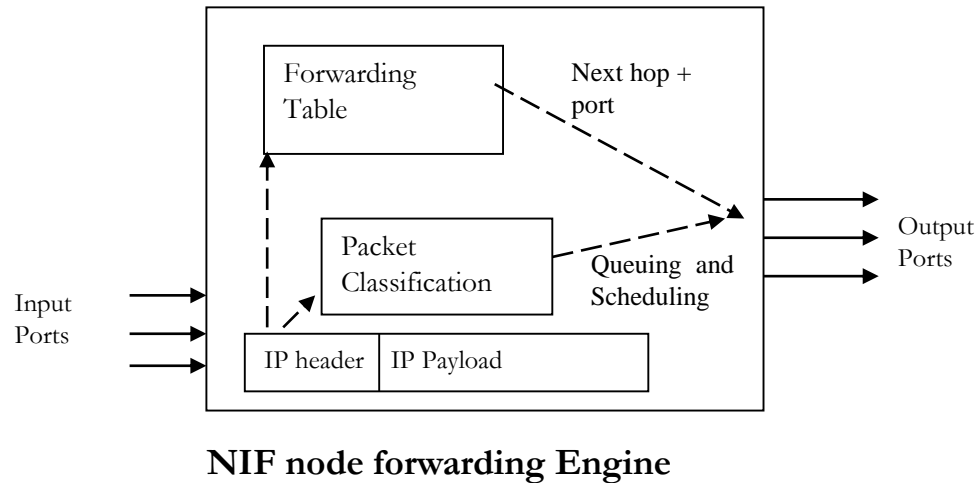 Forwarding
Table
Next hop +
port
Packet
Classification
Queuing and
Scheduling
Output
Ports
Input
Ports
IP header
IP Payload
NIF node forwarding Engine